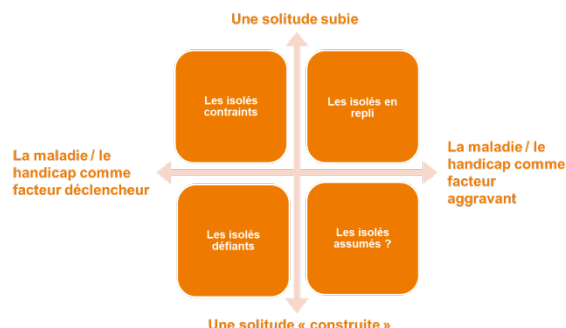 Une solitude subie
Les isolés
contraints
Les isolés en
repli
La maladie / le
handicap comme
facteur déclencheur
La maladie / le
handicap comme
facteur
aggravant
Les isolés
défiants
Les isolés
assumés ?
Une solitude « construite »